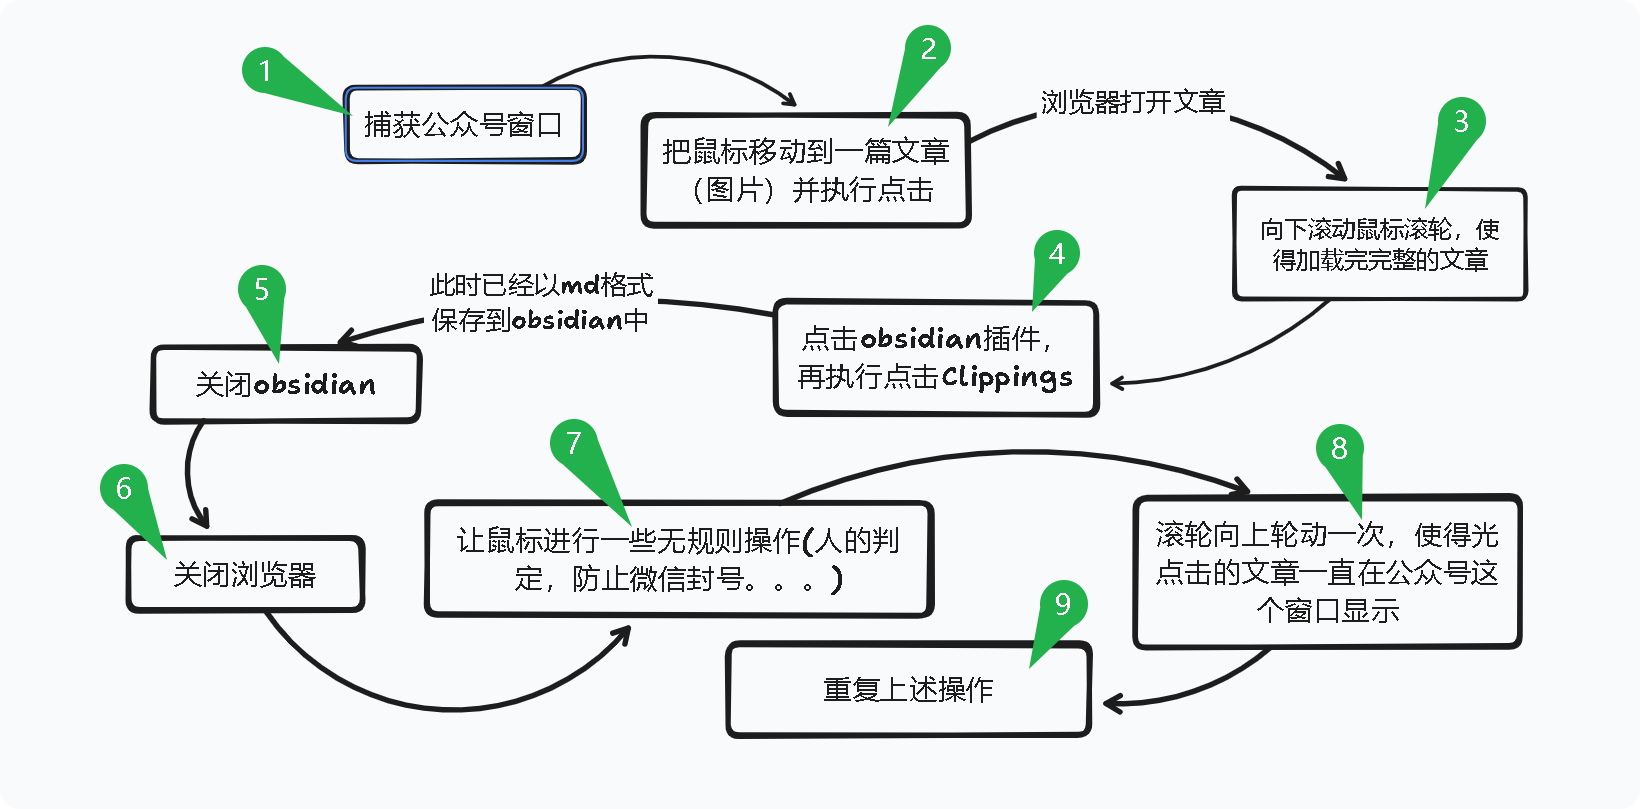 1
捕获公众号窗口
2
把鼠标移动到一篇文章
（图片）并执行点击
浏览器打开文章
3
向下滚动鼠标滚轮，使
得加载完完整的文章
4
点击obsidian插件，
再执行点击Clippings
此时已经以md格式
保存到obsidian中
5
关闭obsidian
6
关闭浏览器
7
让鼠标进行一些无规则操作(人的判
定，防止微信封号。。。)
8
滚轮向上轮动一次，使得光
点击的文章一直在公众号这
个窗口显示
9
重复上述操作